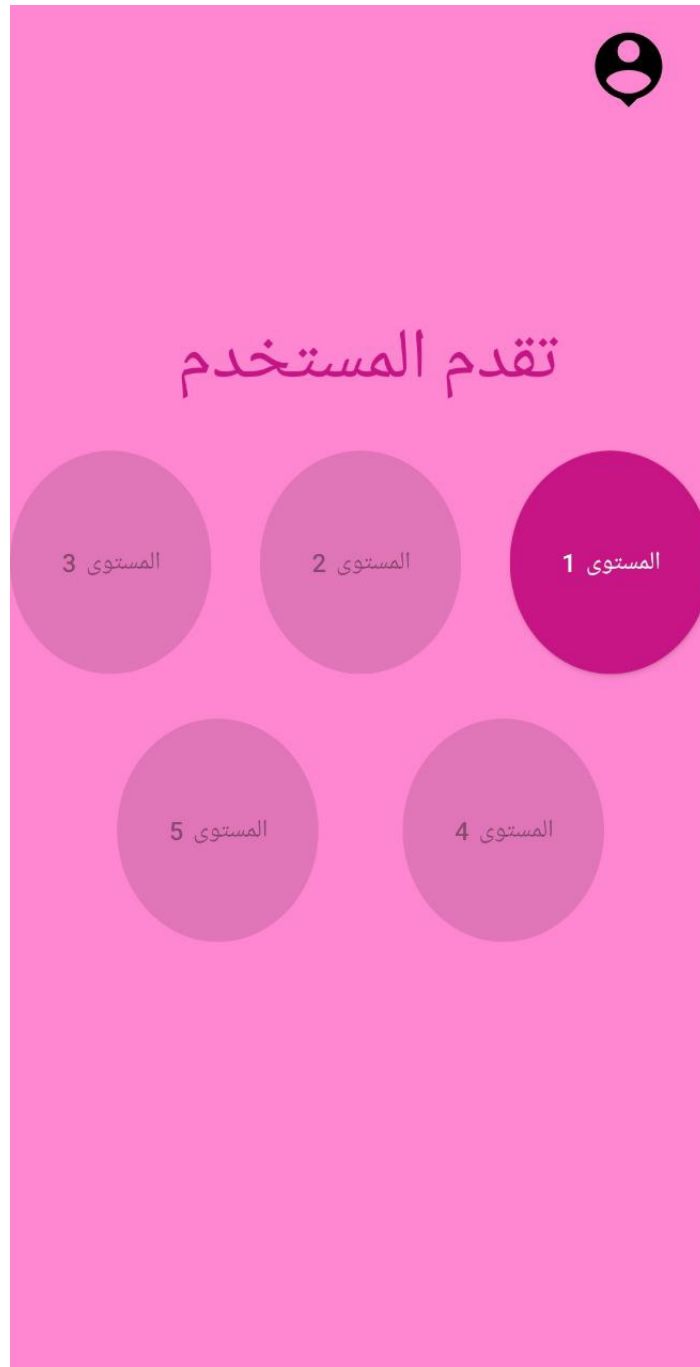 تقدم المستخدم
المستوى 1
المستوى 2
المستوى 3
المستوى 4
المستوى 5